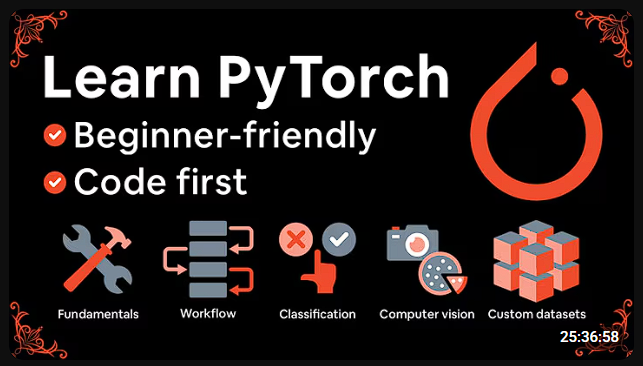 Learn PyTorch
Beginner-friendly
Code first
Fundamentals Workflow Classification Computer vision Custom datasets
25:36:58